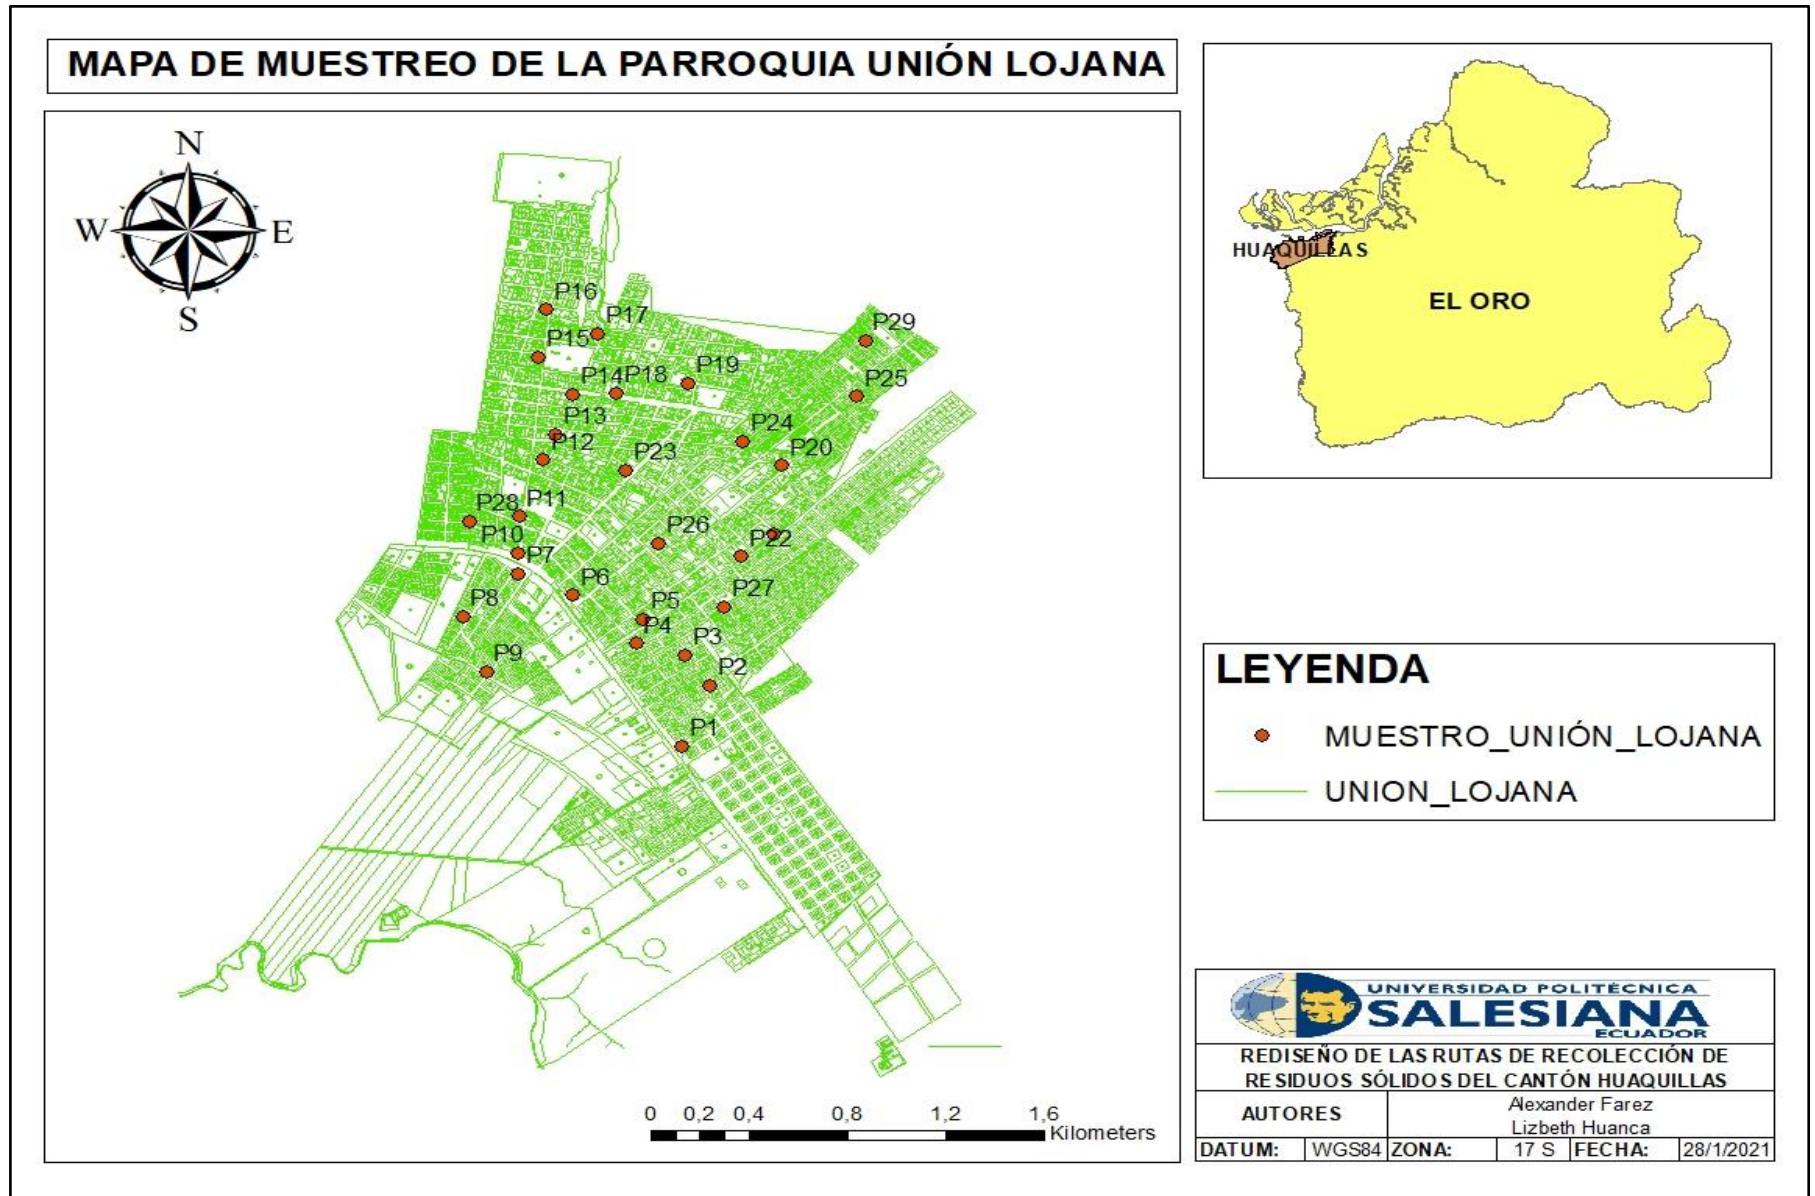 MAPA DE MUESTREO DE LA PARROQUIA UNIÓN LOJANA
N
W E
S
P16
P17
P29
P15
P19
P14 P18
P25
P13
P24
P12
P23
P20
P28 P11
P10
P26
P7
P22
P6
P8
P5
P27
P4
P3
P9
P2
P1
0 0,2 0,4 0,8 1,2 1,6
Kilometers
HUAQUILLAS
EL ORO
LEYENDA
MUESTRO_UNIÓN_LOJANA
UNION_LOJANA
UNIVERSIDAD POLITÉCNICA
SALESIANA
ECUADOR
REDISEÑO DE LAS RUTAS DE RECOLECCIÓN DE
RESIDUOS SÓLIDOS DEL CANTÓN HUAQUILLAS
AUTORES
Alexander Farez
Lizbeth Huanca
DATUM: WGS84 ZONA: 17 S FECHA: 28/1/2021